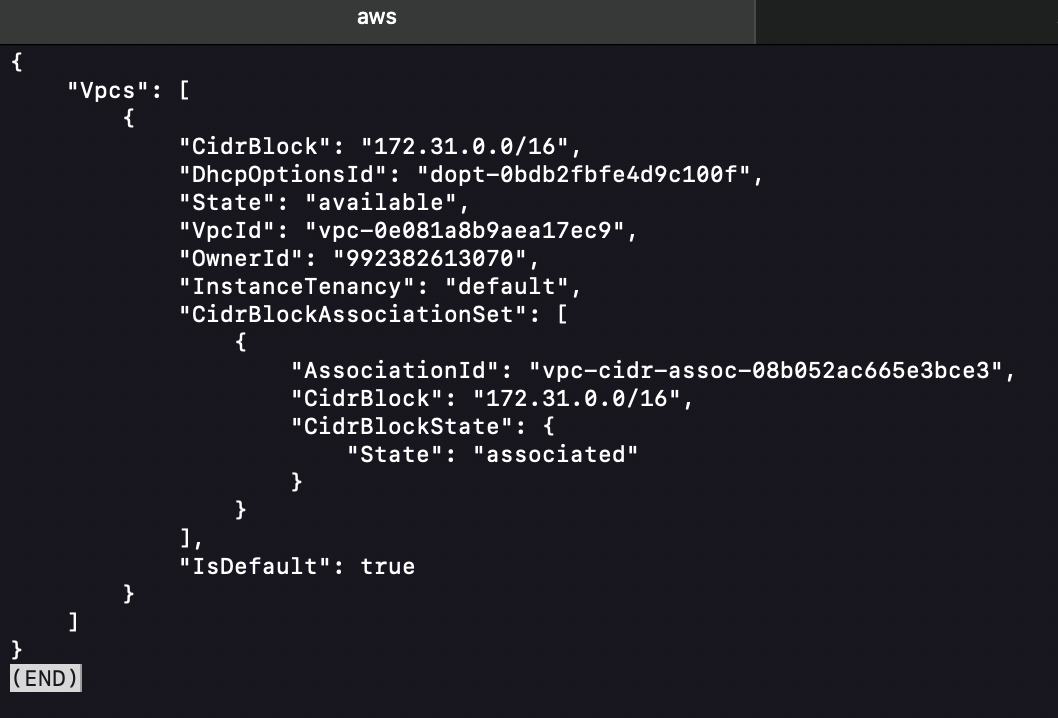 aws
{
    "Vpcs": [
        {
            "CidrBlock": "172.31.0.0/16",
            "DhcpOptionsId": "dopt-0bdb2fbfe4d9c100f",
            "State": "available",
            "VpcId": "vpc-0e081a8b9aea17ec9",
            "OwnerId": "992382613070",
            "InstanceTenancy": "default",
            "CidrBlockAssociationSet": [
                {
                    "AssociationId": "vpc-cidr-assoc-08b052ac665e3bce3",
                    "CidrBlock": "172.31.0.0/16",
                    "CidrBlockState": {
                        "State": "associated"
                    }
                }
            ],
            "IsDefault": true
        }
    ]
}
(END)